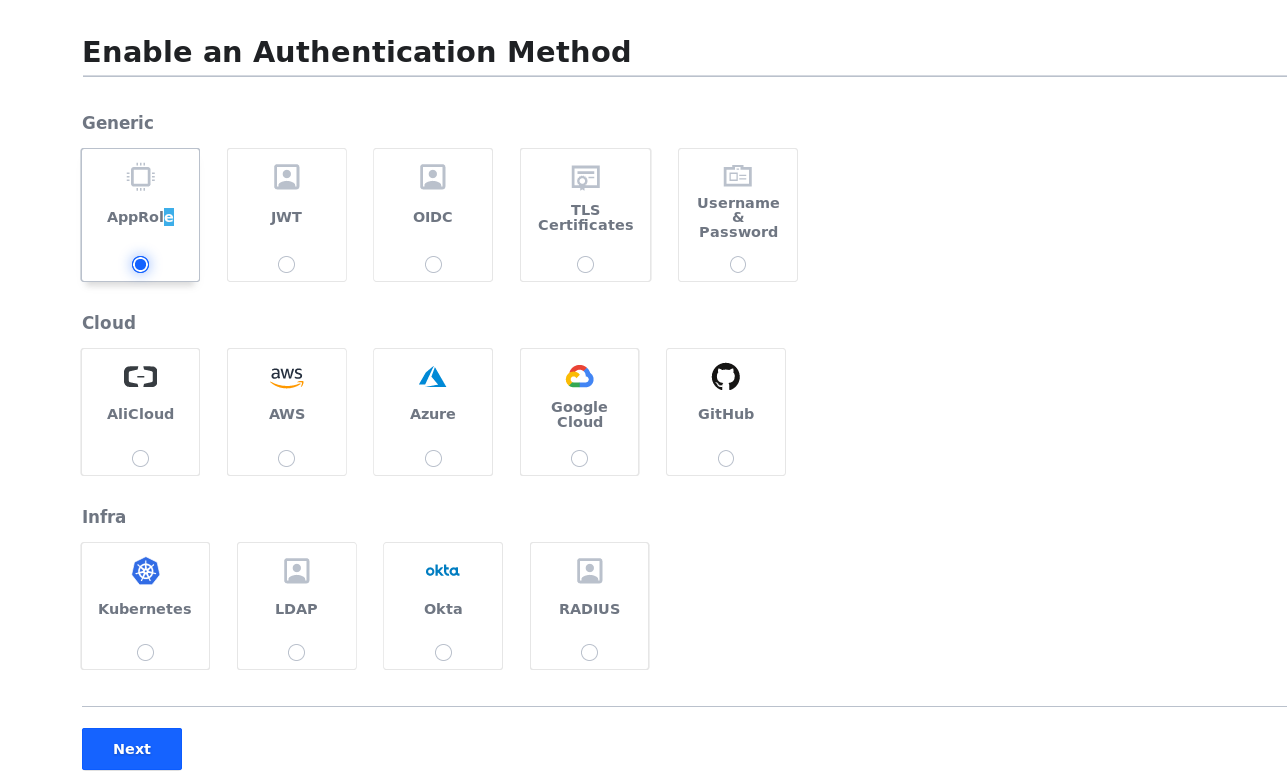 Enable an Authentication Method
Generic
AppRole
JWT
OIDC
TLS
Certificates
Username
&
Password
Cloud
AliCloud
aws
AWS
Azure
Google
Cloud
GitHub
Infra
Kubernetes
LDAP
okta
Okta
RADIUS
Next